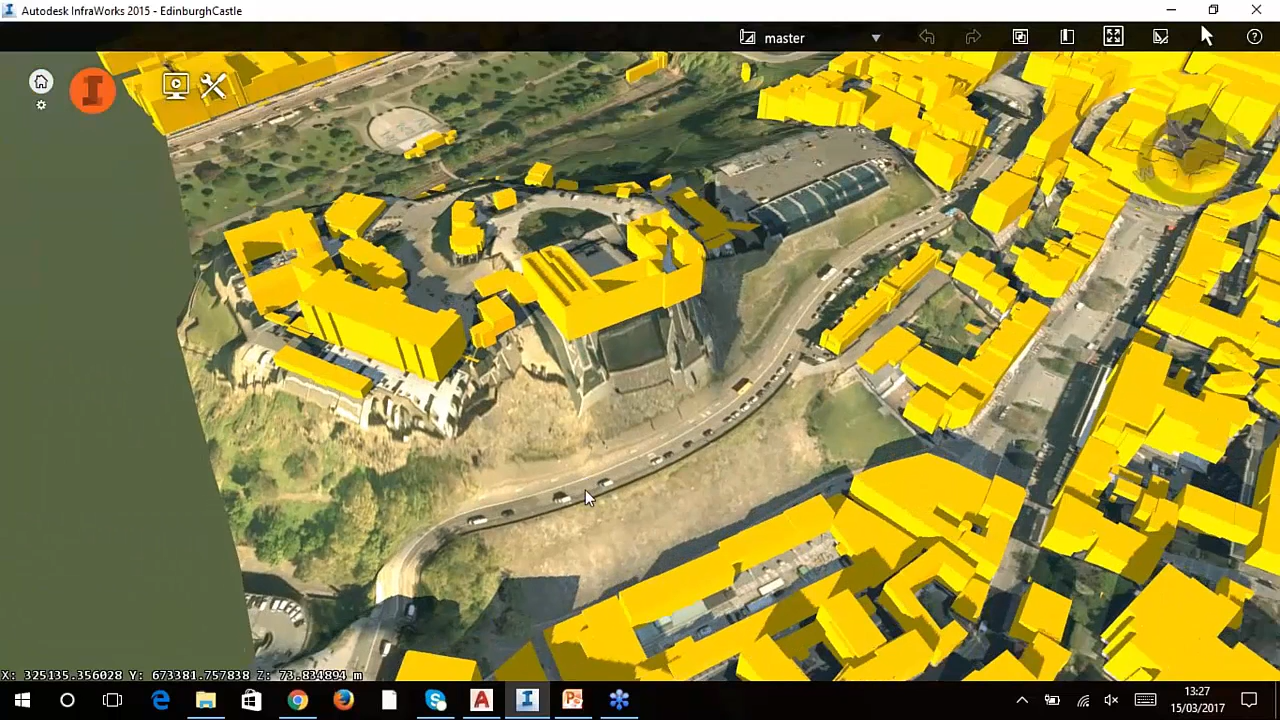 Autodesk InfraWorks 2015 - EdinburghCastle
master
X: 325135.356028 Y: 673381.757838 Z: 73.834894 m
13:27
15/03/2017